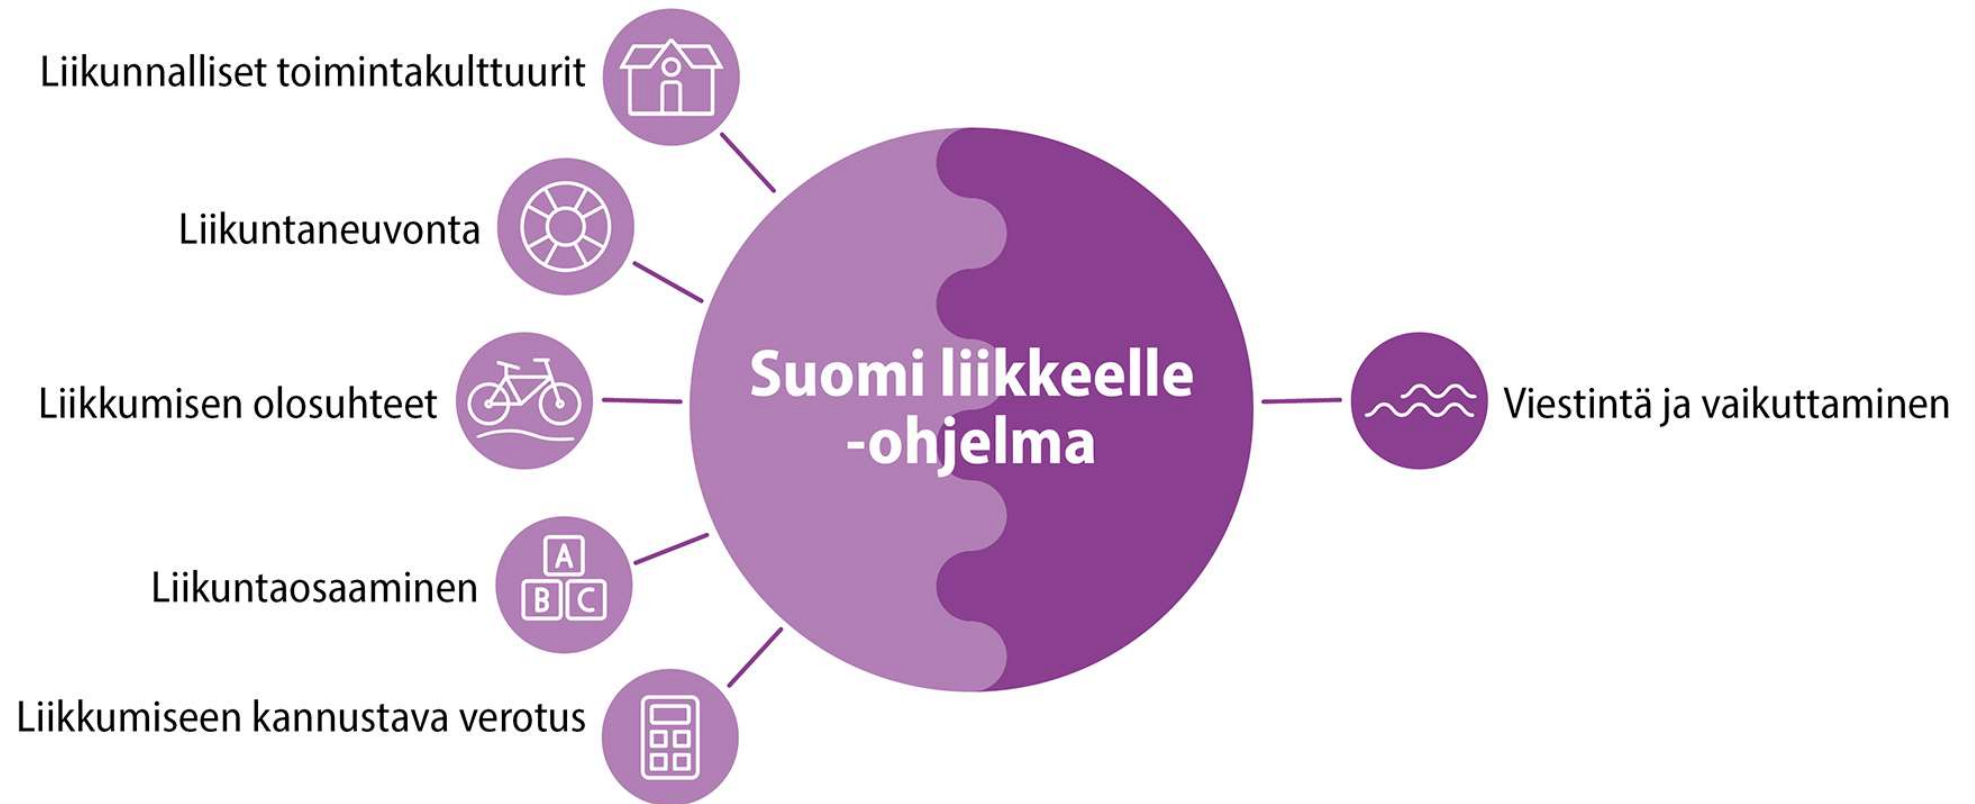 Liikunnalliset toimintakulttuurit
Liikuntaneuvonta
Liikkumisen olosuhteet
A
B C
Liikuntaosaaminen
Liikkumiseen kannustava verotus
Suomi liikkeelle
-ohjelma
Viestintä ja vaikuttaminen